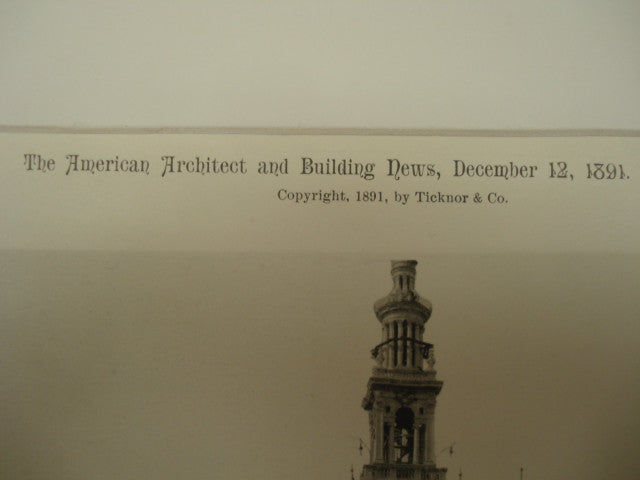 The American Architect and Building News, December 12, 1891.
Copyright, 1891, by Ticknor & Co.